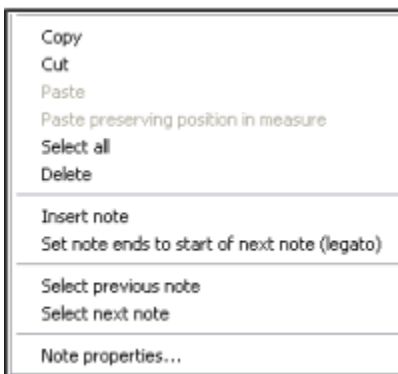 Copy
Cut
Paste
Paste preserving position in measure
Select all
Delete
Insert note
Set note ends to start of next note (legato)
Select previous note
Select next note
Note properties...